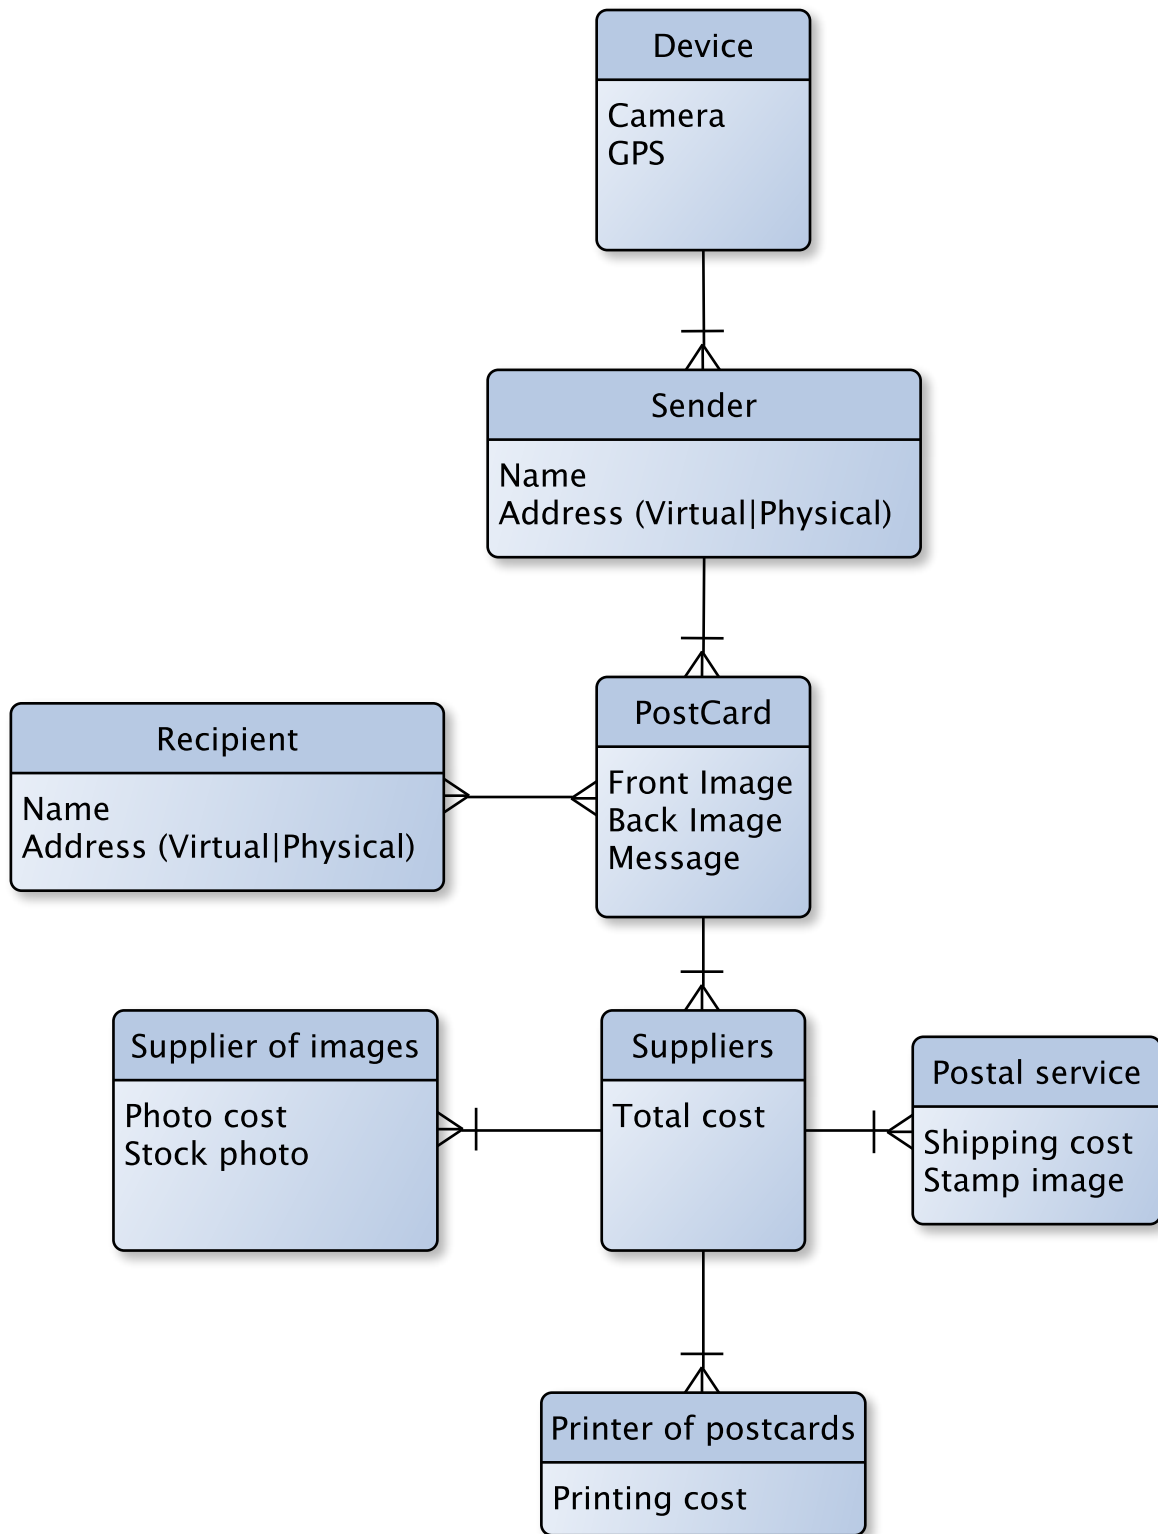 Device
Camera
GPS
Sender
Name
Address (Virtual|Physical)
Recipient
Name
Address (Virtual|Physical)
PostCard
Front Image
Back Image
Message
Supplier of images
Photo cost
Stock photo
Suppliers
Total cost
Postal service
Shipping cost
Stamp image
Printer of postcards
Printing cost